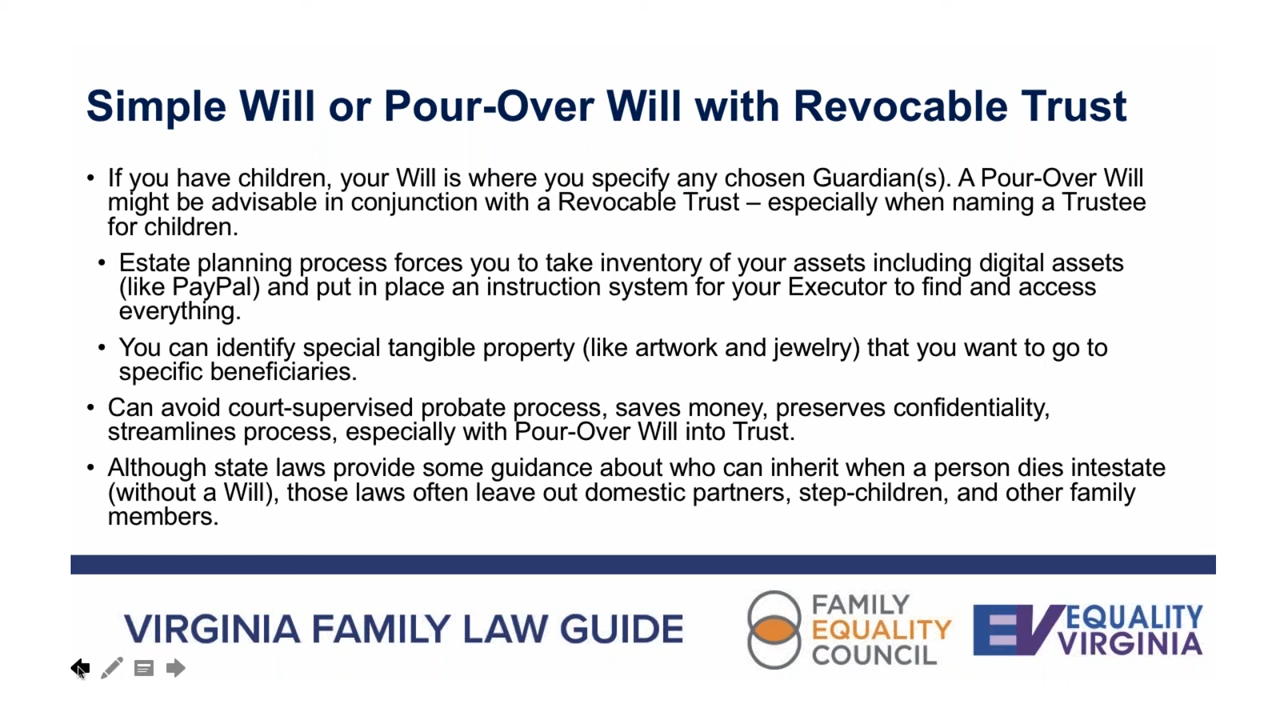 Simple Will or Pour-Over Will with Revocable Trust
• If you have children, your Will is where you specify any chosen Guardian(s). A Pour-Over Will
might be advisable in conjunction with a Revocable Trust – especially when naming a Trustee
for children.
• Estate planning process forces you to take inventory of your assets including digital assets
(like PayPal) and put in place an instruction system for your Executor to find and access
everything.
• You can identify special tangible property (like artwork and jewelry) that you want to go to
specific beneficiaries.
• Can avoid court-supervised probate process, saves money, preserves confidentiality,
streamlines process, especially with Pour-Over Will into Trust.
• Although state laws provide some guidance about who can inherit when a person dies intestate
(without a Will), those laws often leave out domestic partners, step-children, and other family
members.
VIRGINIA FAMILY LAW GUIDE
FAMILY
EQUALITY
COUNCIL
EV EQUALITY
VIRGINIA